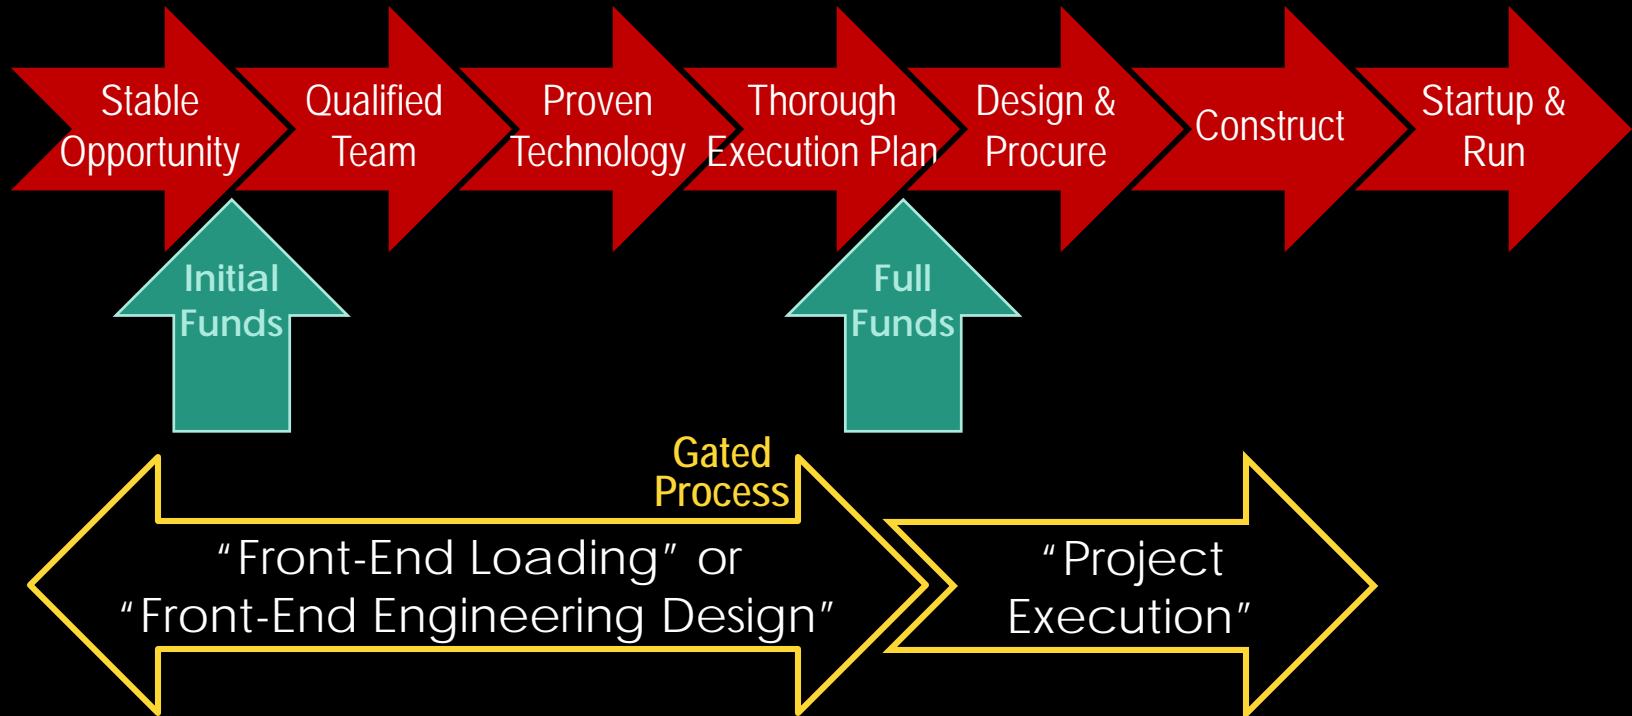 Stable
Opportunity
Qualified
Team
Proven
Technology
Thorough
Execution Plan
Design &
Procure
Construct
Startup &
Run
Initial
Funds
Full
Funds
Gated
Process
“Front-End Loading” or
“Front-End Engineering Design”
“Project
Execution”